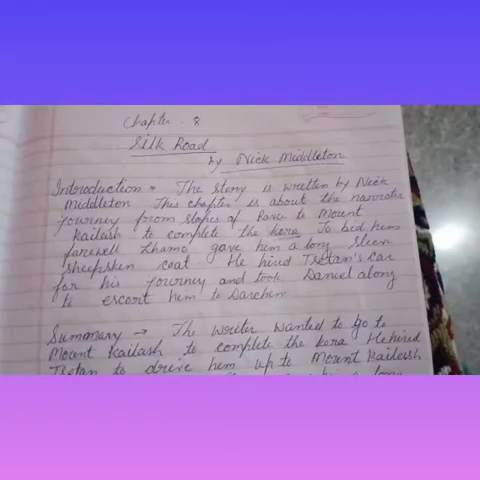 Chapter 8
Silk Road
by Nick Middleton
Introduction → The story is written by Nick
Middleton This chapter is about the narrator
journey from slopes of Ravu to Mount
Kailash to complete the kora To bid him
farewell Lhamo gave him a long sleen
sheepsken coat He hired Tsetan's car
for his journey and took Daniel along
to escort him to Darchen
Summary → The writer wanted to go to
Mount Kailash to complete the kora He hired
Tsetan to drive him up to Mount Kailash